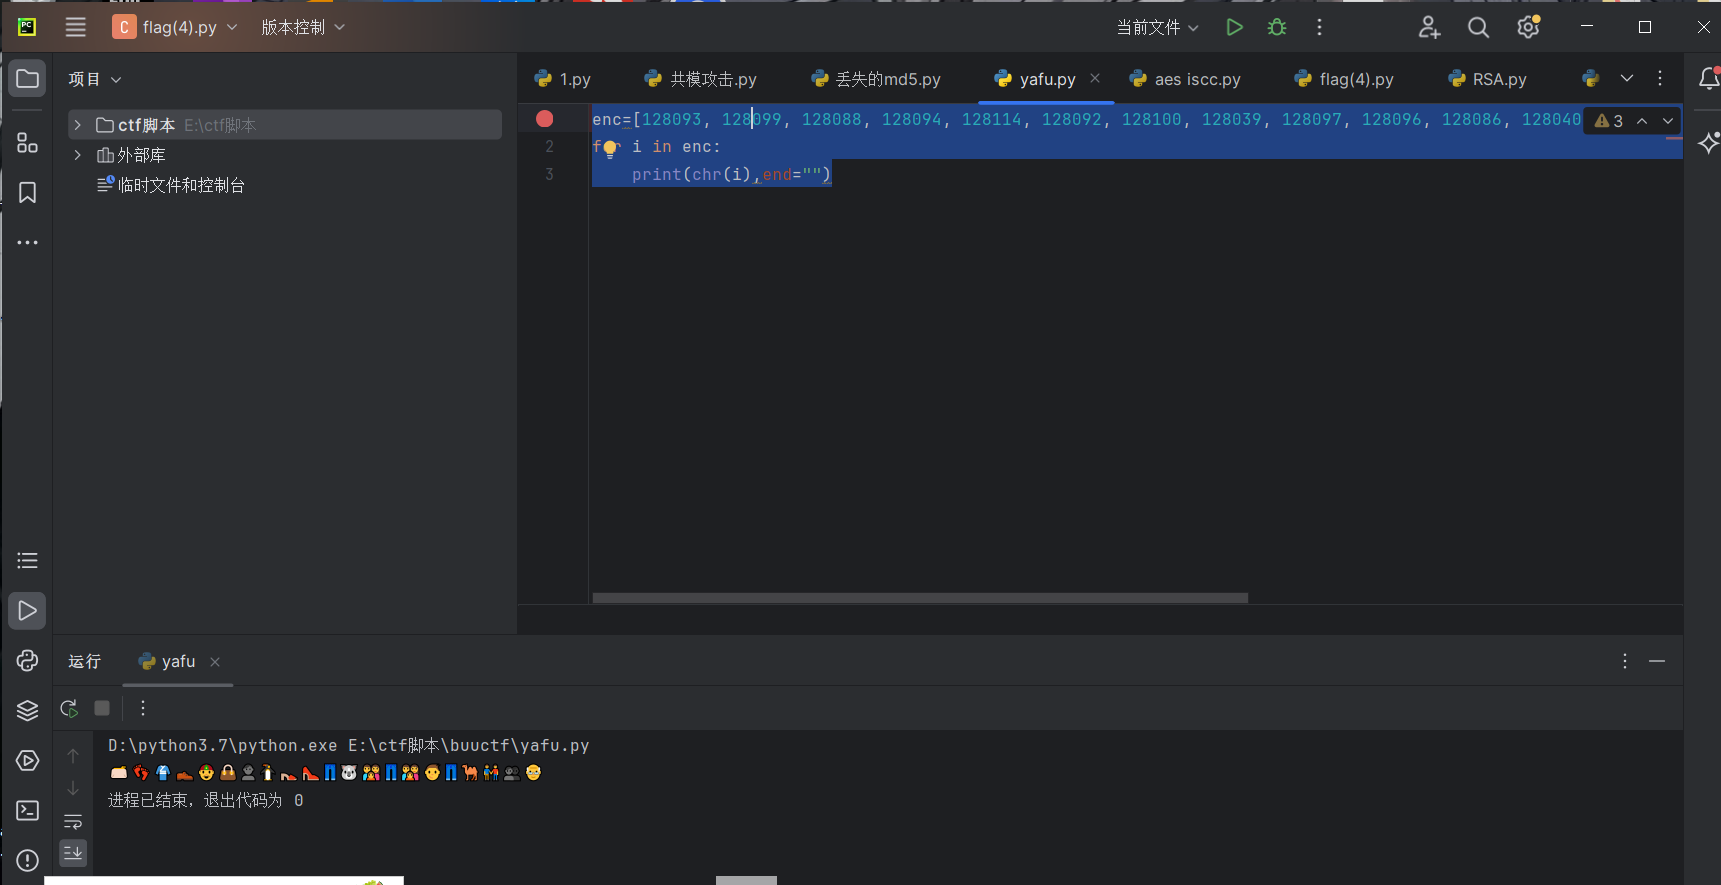 PC
C flag(4).py 版本控制 当前文件
项目
1.py 共模攻击.py 丢失的md5.py yafu.py aes iscc.py flag(4).py RSA.py
ctf脚本 E:\ctf脚本
外部库
临时文件和控制台
enc=[128093, 128099, 128088, 128094, 128114, 128092, 128100, 128039, 128097, 128096, 128086, 128040
3
2 for i in enc:
3 print(chr(i),end="")
运行 yafu
D:\python3.7\python.exe E:\ctf脚本\buuctf\yafu.py
👝👣👘👞👲👜👤🐧👡👠👖🐨👭👖👭👨👖🐫👬👥👴
进程已结束，退出代码为 0